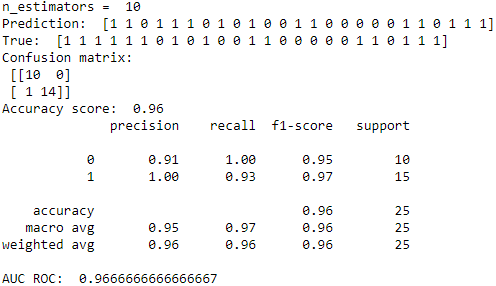 n_estimators =  10
Prediction:  [1 1 0 1 1 1 0 1 0 1 0 0 1 1 0 0 0 0 0 1 1 0 1 1 1]
True:  [1 1 1 1 1 1 0 1 0 1 0 0 1 1 0 0 0 0 0 1 1 0 1 1 1]
Confusion matrix:
 [[10  0]
 [ 1 14]]
Accuracy score:  0.96
              precision    recall  f1-score   support

           0       0.91      1.00      0.95        10
           1       1.00      0.93      0.97        15

    accuracy                           0.96        25
   macro avg       0.95      0.97      0.96        25
weighted avg       0.96      0.96      0.96        25

AUC ROC:  0.9666666666666667